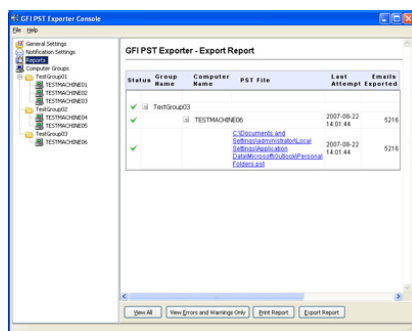 GFI PST Exporter Console
File Help
General Settings
Notification Settings
Reports
Computer Groups
TestGroup01
TESTMACHINE01
TESTMACHINE02
TESTMACHINE03
TestGroup02
TESTMACHINE04
TESTMACHINE05
TestGroup03
TESTMACHINE06
GFI PST Exporter - Export Report
Status Group Name Computer Name PST File Last Attempt Emails Exported
TestGroup03
TESTMACHINE06 2007-08-22 14:01:44 5216
C:\Documents and
Settings\administrator\Local
Settings\Application
Data\Microsoft\Outlook\Personal
Folders.pst
2007-08-22 14:01:44 5216
View All View Errors and Warnings Only Print Report Export Report